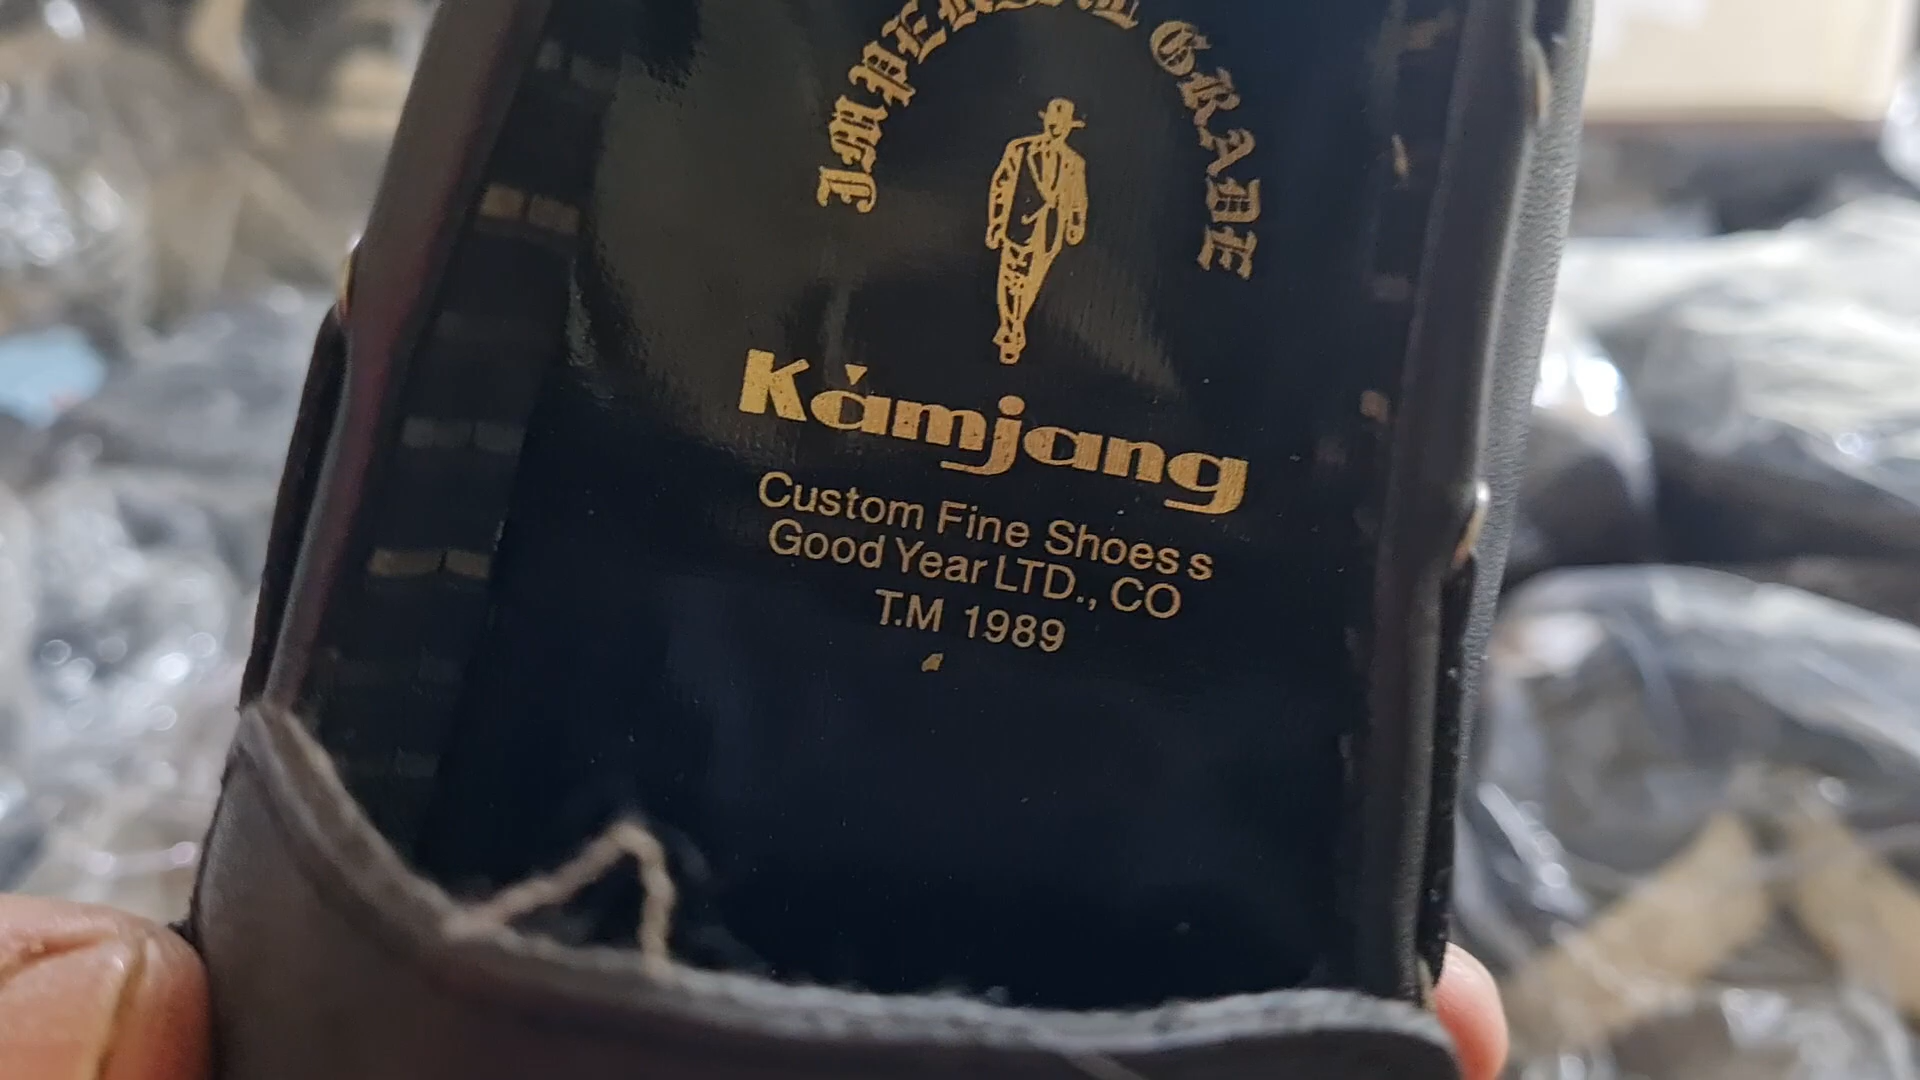 IMPERIAL GRADE
Kámjang
Custom Fine Shoes s
Good Year LTD., CO
T.M 1989